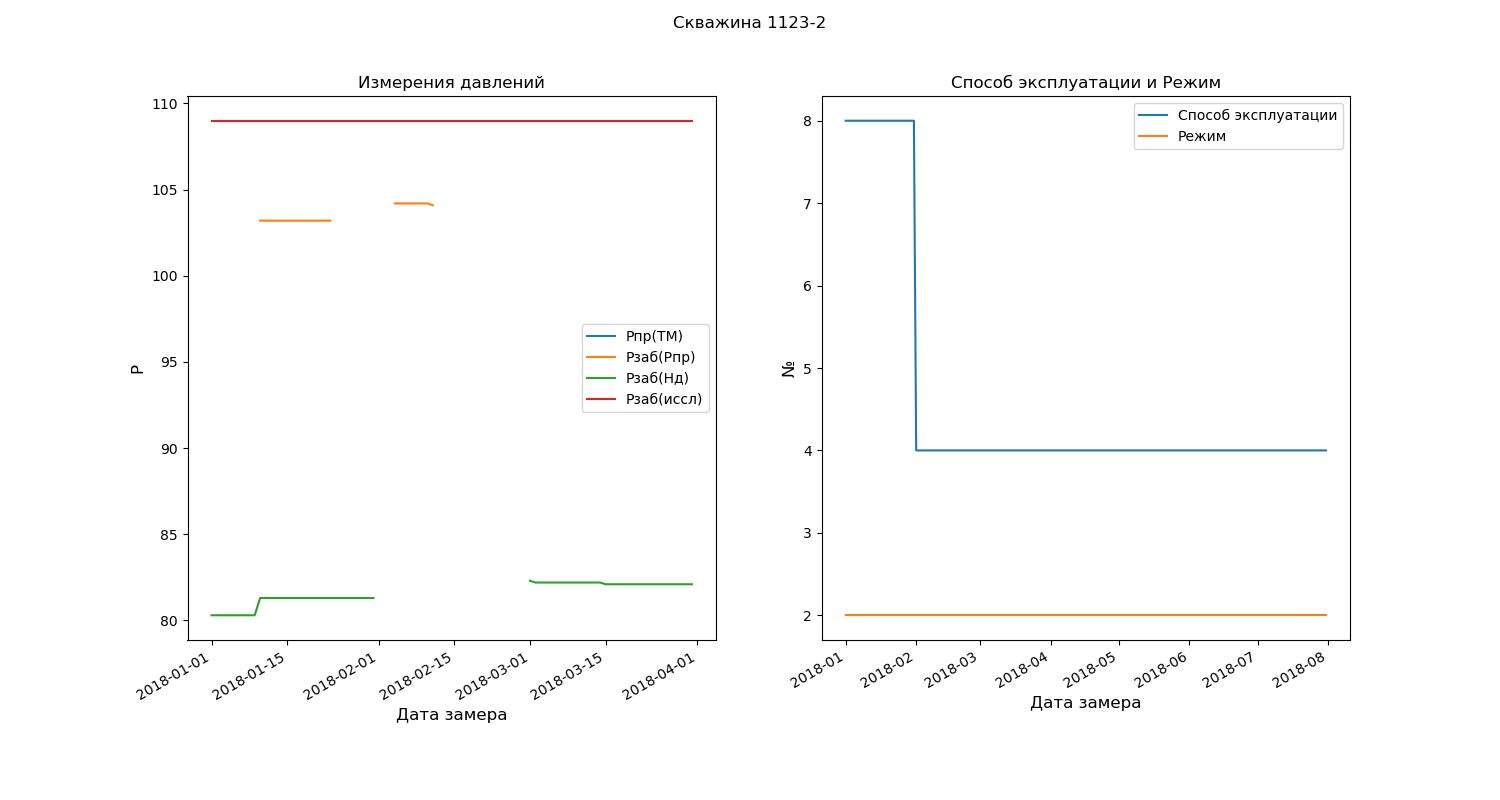 Скважина 1123-2
Измерения давлений
110
105
100
95
90
85
80
P
Рпр(ТМ)
Рзаб(Рпр)
Рзаб(Нд)
Рзаб(иссл)
2018-01-01
2018-01-15
2018-02-01
2018-02-15
2018-03-01
2018-03-15
2018-04-01
Дата замера
Способ эксплуатации и Режим
8
7
6
5
4
3
2
№
Способ эксплуатации
Режим
2018-01
2018-02
2018-03
2018-04
2018-05
2018-06
2018-07
2018-08
Дата замера